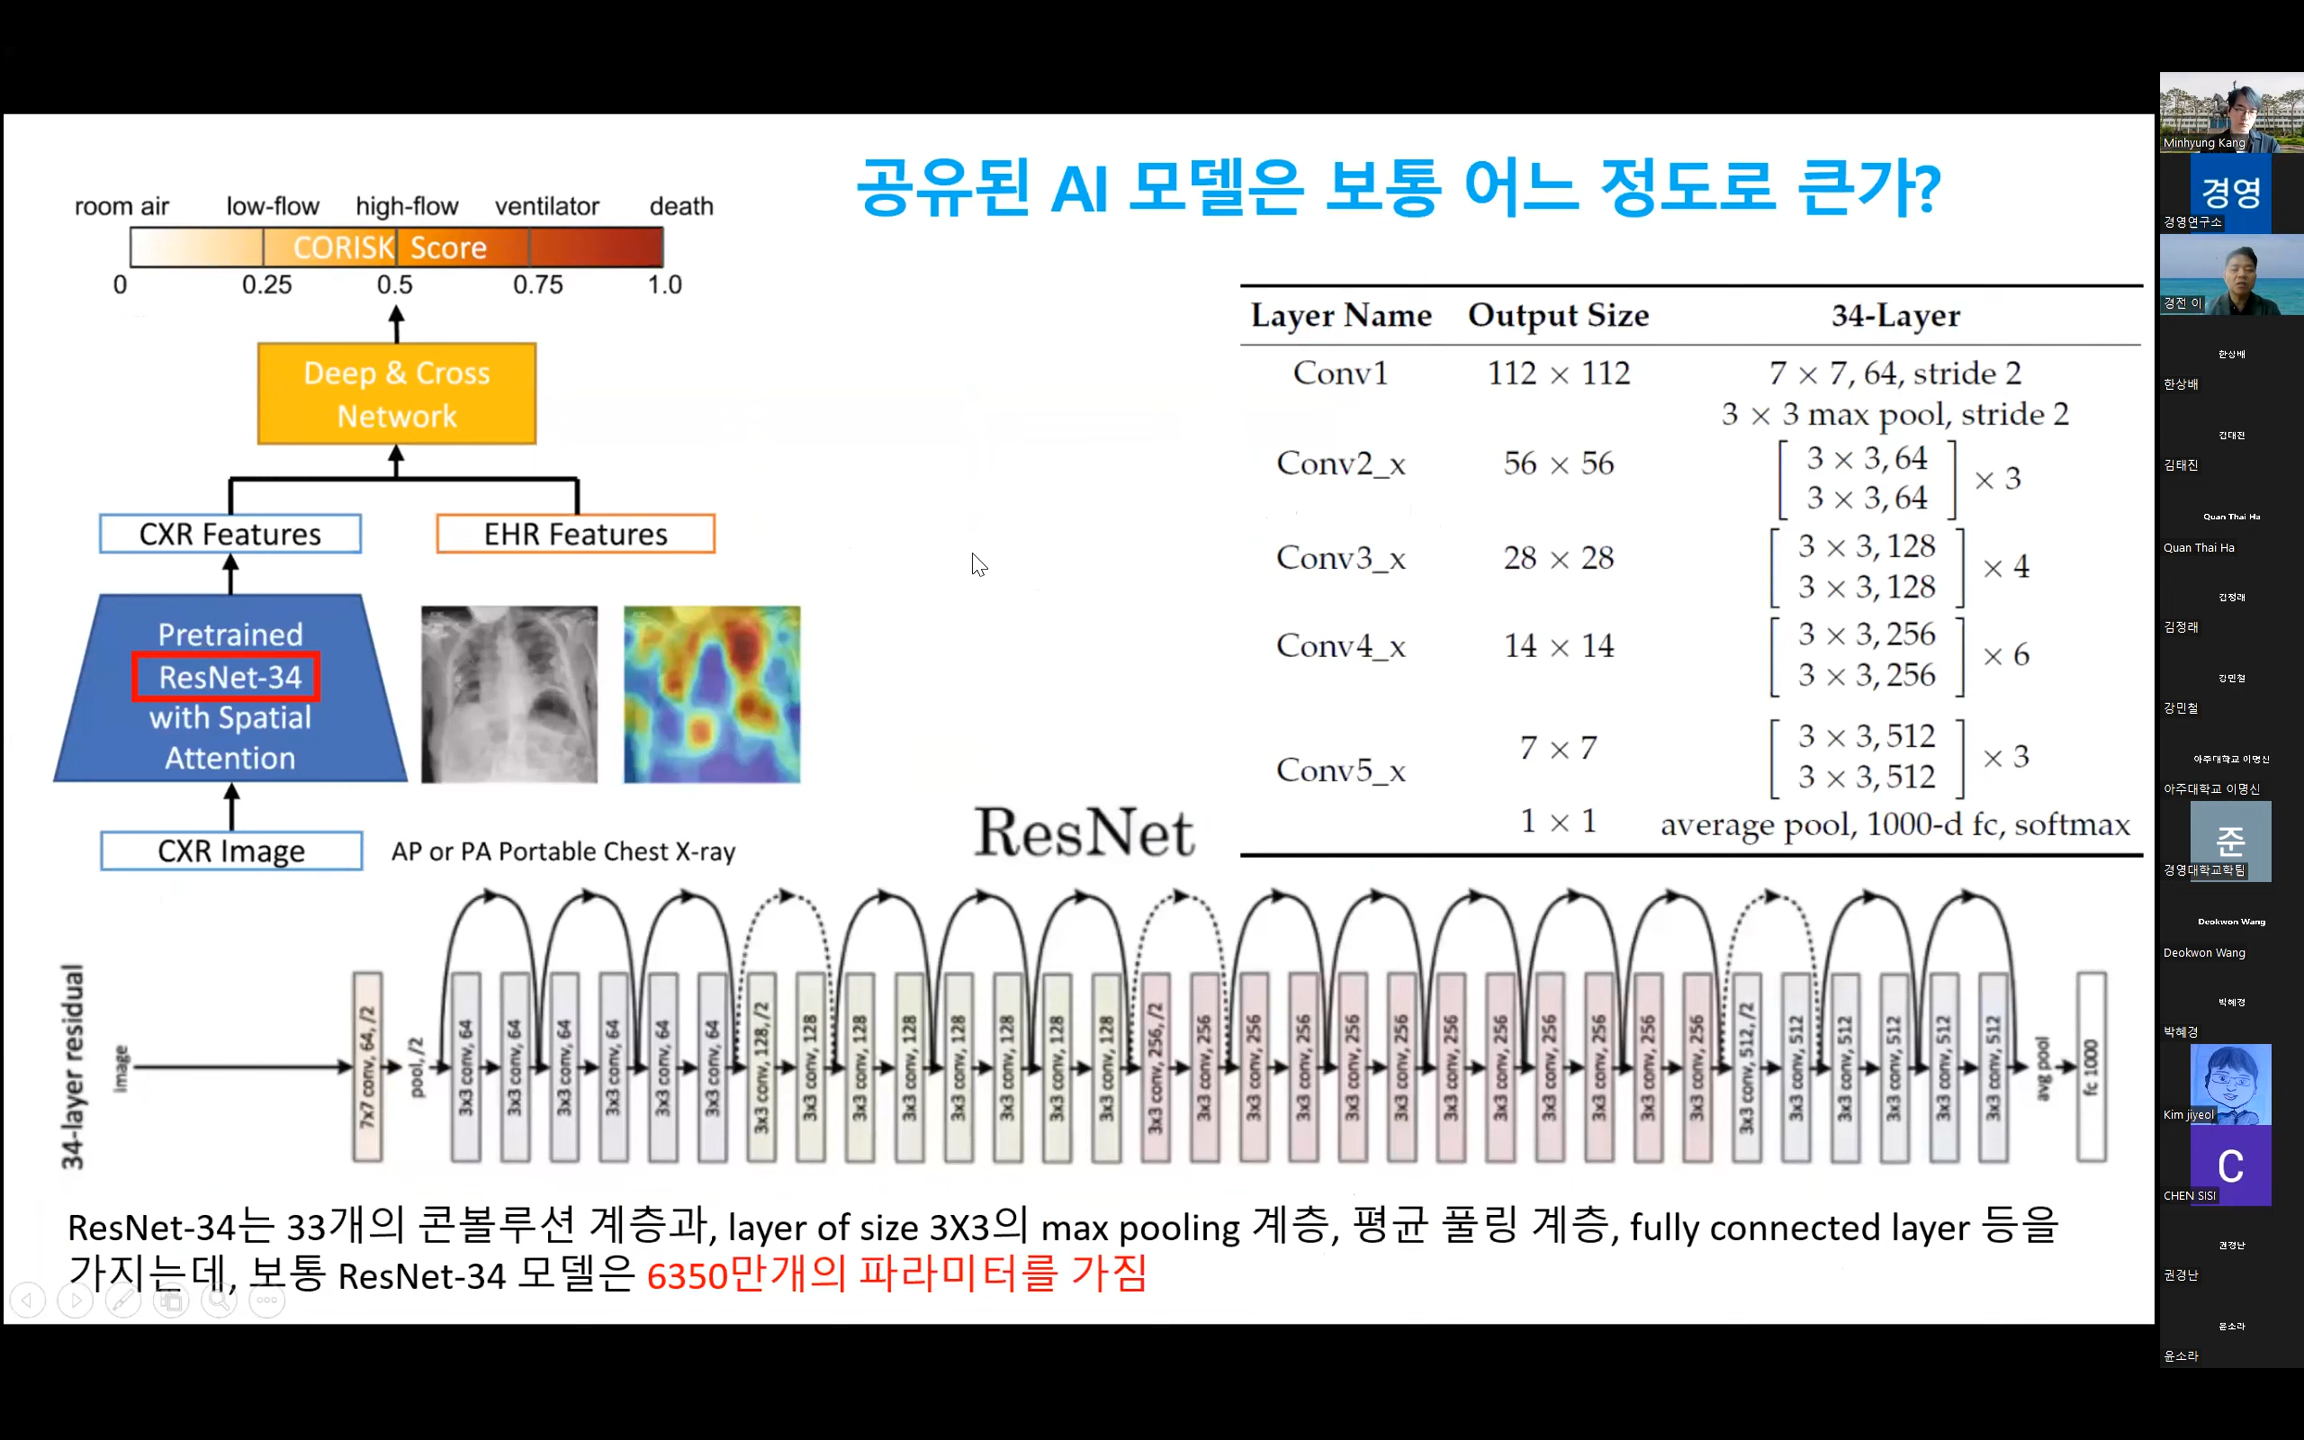 공유된 AI 모델은 보통 어느 정도로 큰가?
room air low-flow high-flow ventilator death
CORISK Score
0 0.25 0.5 0.75 1.0
Deep & Cross
Network
CXR Features
EHR Features
Pretrained
ResNet-34
with Spatial
Attention
CXR Image
AP or PA Portable Chest X-ray
Layer Name Output Size 34-Layer
Conv1 112 × 112 7 × 7, 64, stride 2
3 × 3 max pool, stride 2
Conv2_x 56 × 56 [3 × 3, 64
3 × 3, 64] × 3
Conv3_x 28 × 28 [3 × 3, 128
3 × 3, 128] × 4
Conv4_x 14 × 14 [3 × 3, 256
3 × 3, 256] × 6
Conv5_x 7 × 7 [3 × 3, 512
3 × 3, 512] × 3
1 × 1 average pool, 1000-d fc, softmax
ResNet
34-layer residual
image
7x7 conv, 64, /2
pool, /2
3x3 conv, 64
3x3 conv, 64
3x3 conv, 64
3x3 conv, 64
3x3 conv, 64
3x3 conv, 64
3x3 conv, 128, /2
3x3 conv, 128
3x3 conv, 128
3x3 conv, 128
3x3 conv, 128
3x3 conv, 128
3x3 conv, 128
3x3 conv, 128
3x3 conv, 256, /2
3x3 conv, 256
3x3 conv, 256
3x3 conv, 256
3x3 conv, 256
3x3 conv, 256
3x3 conv, 256
3x3 conv, 256
3x3 conv, 256
3x3 conv, 256
3x3 conv, 256
3x3 conv, 256
3x3 conv, 512, /2
3x3 conv, 512
3x3 conv, 512
3x3 conv, 512
3x3 conv, 512
3x3 conv, 512
avg pool
fc 1000
ResNet-34는 33개의 콘볼루션 계층과, layer of size 3X3의 max pooling 계층, 평균 풀링 계층, fully connected layer 등을
가지는데, 보통 ResNet-34 모델은 6350만개의 파라미터를 가짐
Minhyung Kang
경영
경영연구소
경전 이
한상배
한상배
김태진
김태진
Quan Thai Ha
Quan Thai Ha
김정래
김정래
강민철
강민철
아주대학교 이명신
아주대학교 이명신
준
경영대학교학팀
Deokwon Wang
Deokwon Wang
박혜경
박혜경
Kim jiyeol
C
CHEN SISI
권경난
권경난
윤소라
윤소라